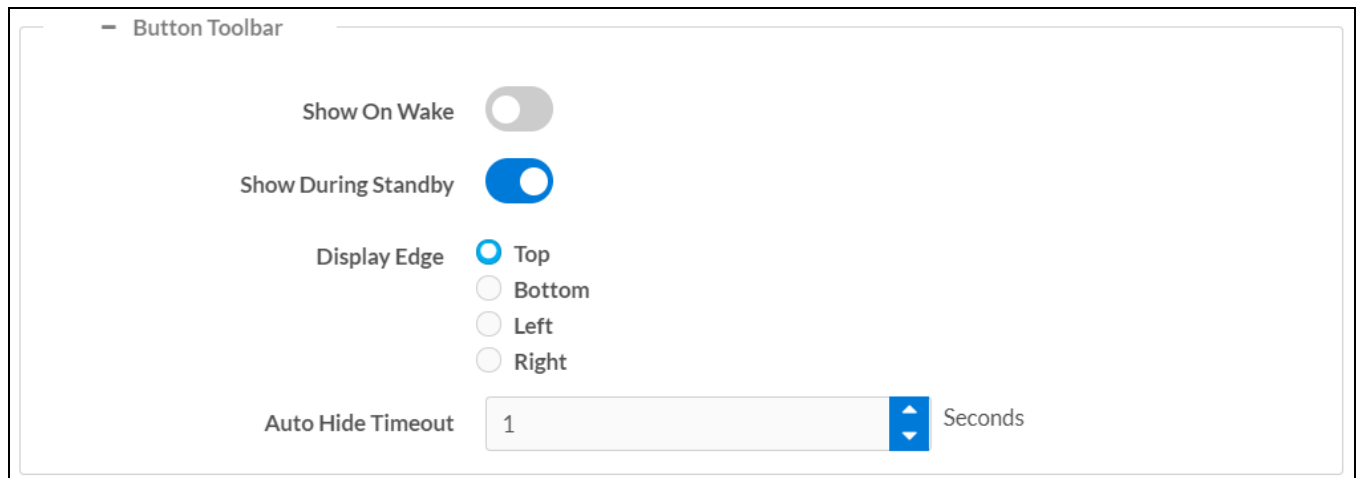 Button Toolbar
Show On Wake
Show During Standby
Display Edge Top
Bottom
Left
Right
Auto Hide Timeout 1 Seconds